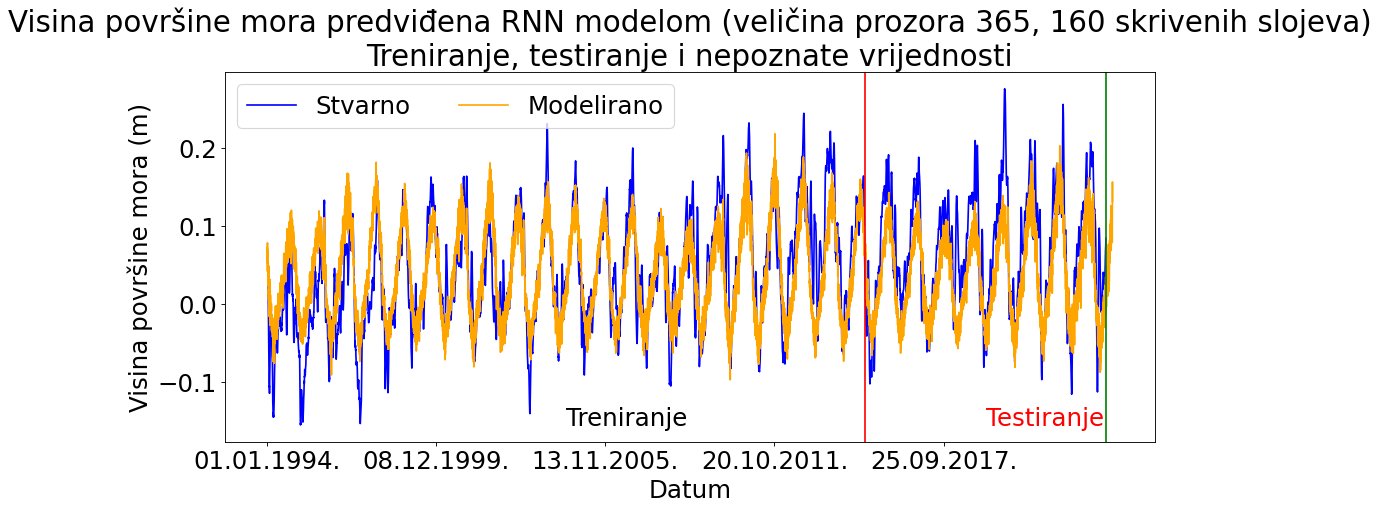 Visina površine mora predviđena RNN modelom (veličina prozora 365, 160 skrivenih slojeva)
Treniranje, testiranje i nepoznate vrijednosti
Stvarno Modelirano
Visina površine mora (m)
0.2
0.1
0.0
−0.1
Treniranje
Testiranje
01.01.1994. 08.12.1999. 13.11.2005. 20.10.2011. 25.09.2017.
Datum